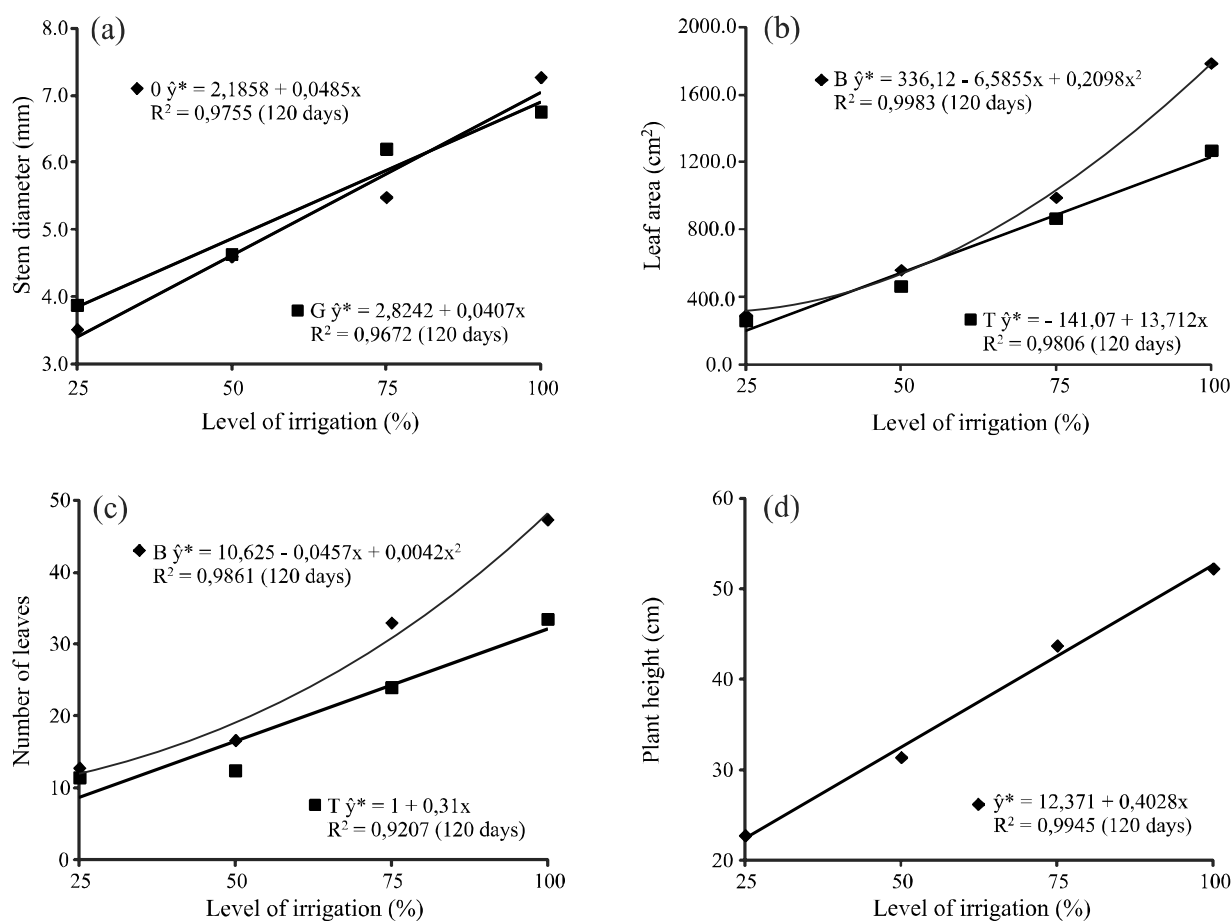 (a)
8.0
7.0
6.0
5.0
4.0
3.0
Stem diameter (mm)
0 ŷ* = 2,1858 + 0,0485x
R² = 0,9755 (120 days)
G ŷ* = 2,8242 + 0,0407x
R² = 0,9672 (120 days)
25 50 75 100
Level of irrigation (%)
(b)
2000.0
1600.0
1200.0
800.0
400.0
0.0
Leaf area (cm²)
B ŷ* = 336,12 - 6,5855x + 0,2098x²
R² = 0,9983 (120 days)
T ŷ* = - 141,07 + 13,712x
R² = 0,9806 (120 days)
25 50 75 100
Level of irrigation (%)
(c)
50
40
30
20
10
0
Number of leaves
B ŷ* = 10,625 - 0,0457x + 0,0042x²
R² = 0,9861 (120 days)
T ŷ* = 1 + 0,31x
R² = 0,9207 (120 days)
25 50 75 100
Level of irrigation (%)
(d)
60
50
40
30
20
Plant height (cm)
ŷ* = 12,371 + 0,4028x
R² = 0,9945 (120 days)
25 50 75 100
Level of irrigation (%)